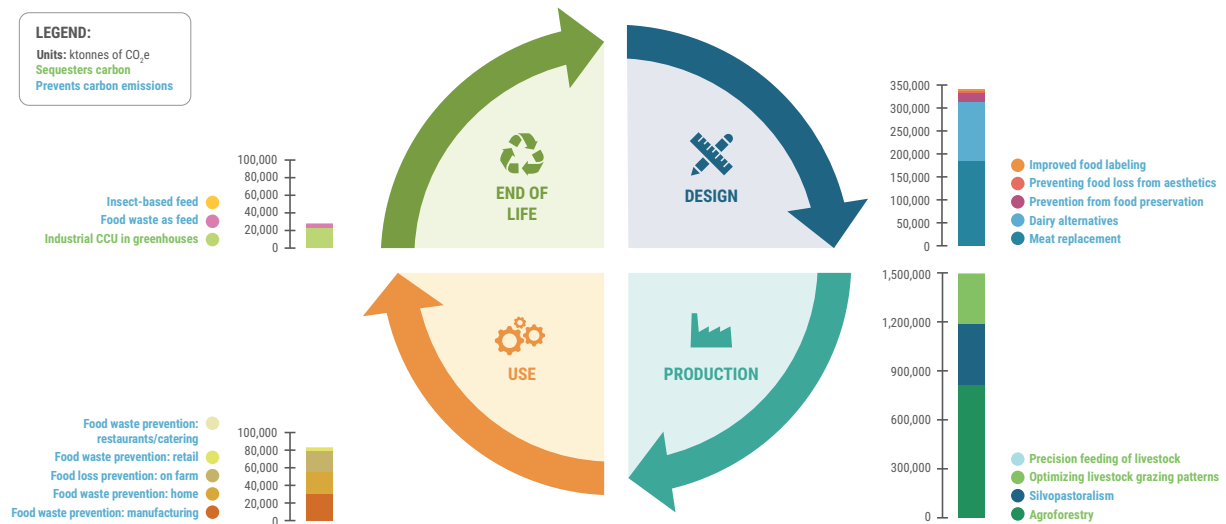 LEGEND:
Units: ktonnes of CO2e
Sequesters carbon
Prevents carbon emissions
END OF
LIFE
DESIGN
USE
PRODUCTION
100,000
80,000
60,000
40,000
20,000
0
Insect-based feed
Food waste as feed
Industrial CCU in greenhouses
350,000
300,000
250,000
200,000
150,000
100,000
50,000
0
Improved food labeling
Preventing food loss from aesthetics
Prevention from food preservation
Dairy alternatives
Meat replacement
100,000
80,000
60,000
40,000
20,000
0
Food waste prevention:
restaurants/catering
Food waste prevention: retail
Food loss prevention: on farm
Food waste prevention: home
Food waste prevention: manufacturing
1,500,000
1,200,000
900,000
600,000
300,000
0
Precision feeding of livestock
Optimizing livestock grazing patterns
Silvopastoralism
Agroforestry